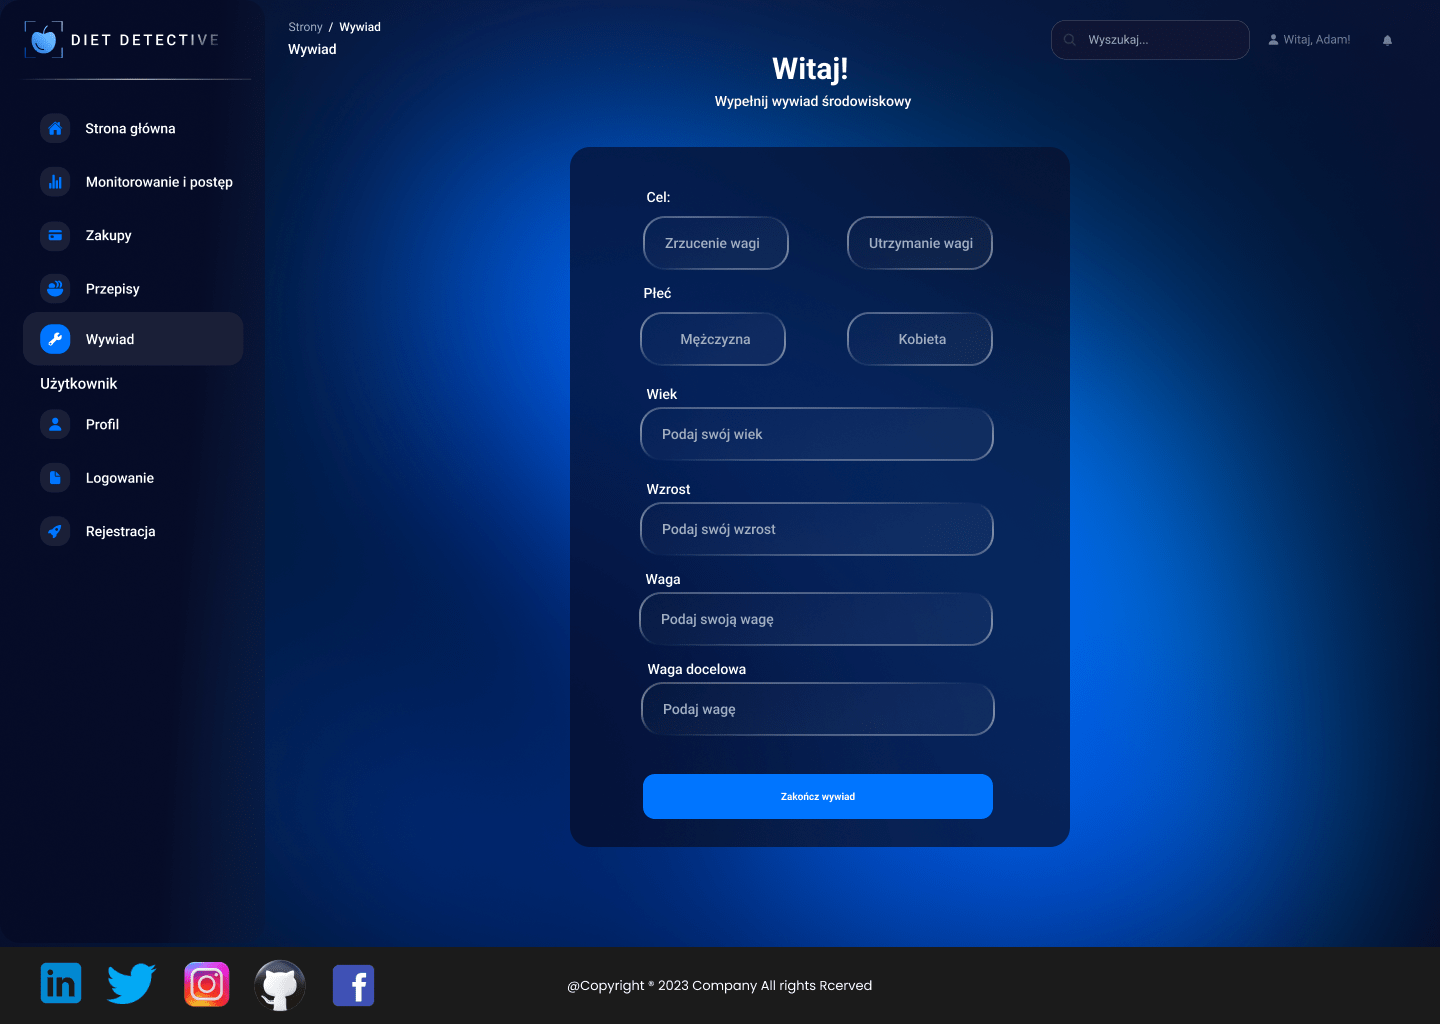 DIET DETECTIVE
Strona główna
Monitorowanie i postęp
Zakupy
Przepisy
Wywiad
Użytkownik
Profil
Logowanie
Rejestracja
Strony / Wywiad
Wywiad
Wyszukaj...
Witaj, Adam!
Witaj!
Wypełnij wywiad środowiskowy
Cel:
Zrzucenie wagi
Utrzymanie wagi
Płeć
Mężczyzna
Kobieta
Wiek
Podaj swój wiek
Wzrost
Podaj swój wzrost
Waga
Podaj swoją wagę
Waga docelowa
Podaj wagę
Zakończ wywiad
in
f
@Copyright ® 2023 Company All rights Rcerved